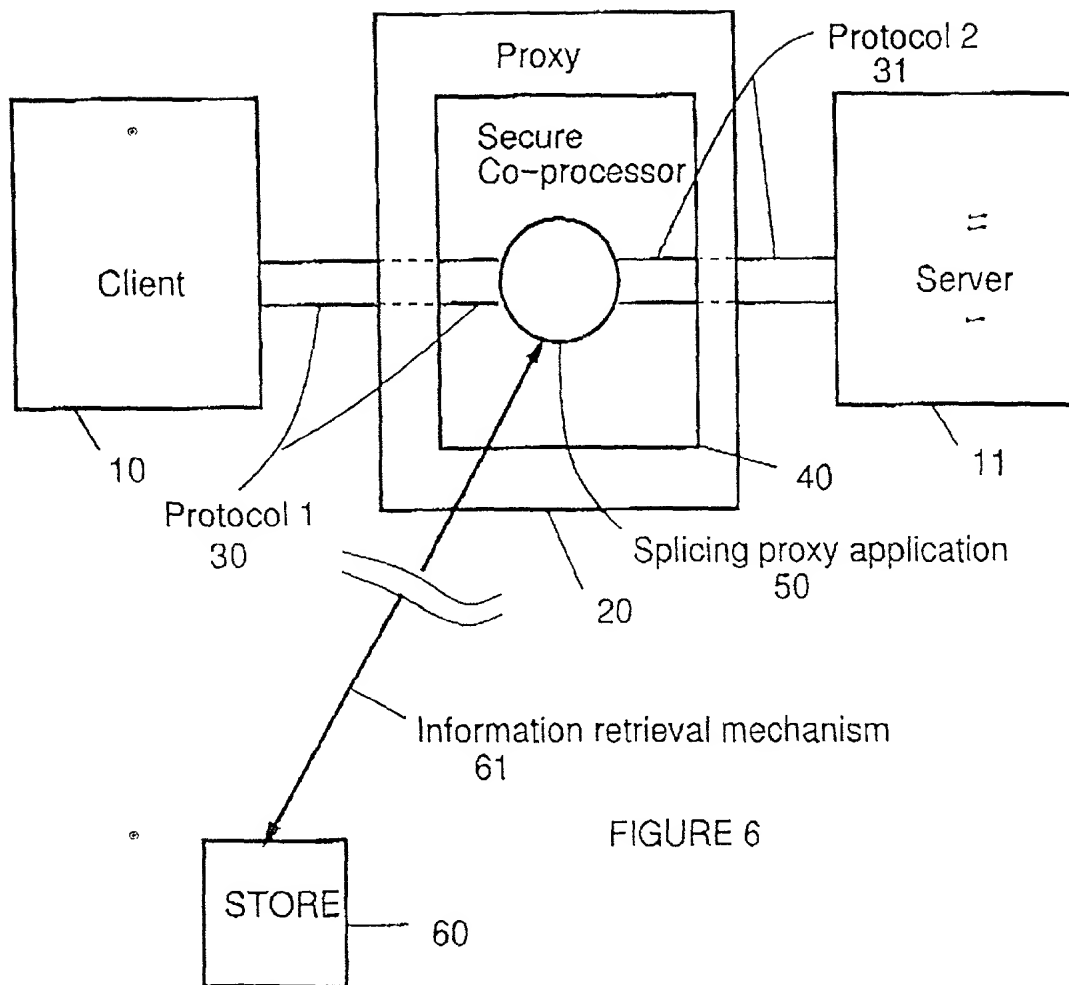 Proxy
Protocol 2
31
Secure
Co-processor
Client
Server
10
40
11
Protocol 1
30
Splicing proxy application
50
20
Information retrieval mechanism
61
FIGURE 6
STORE
60